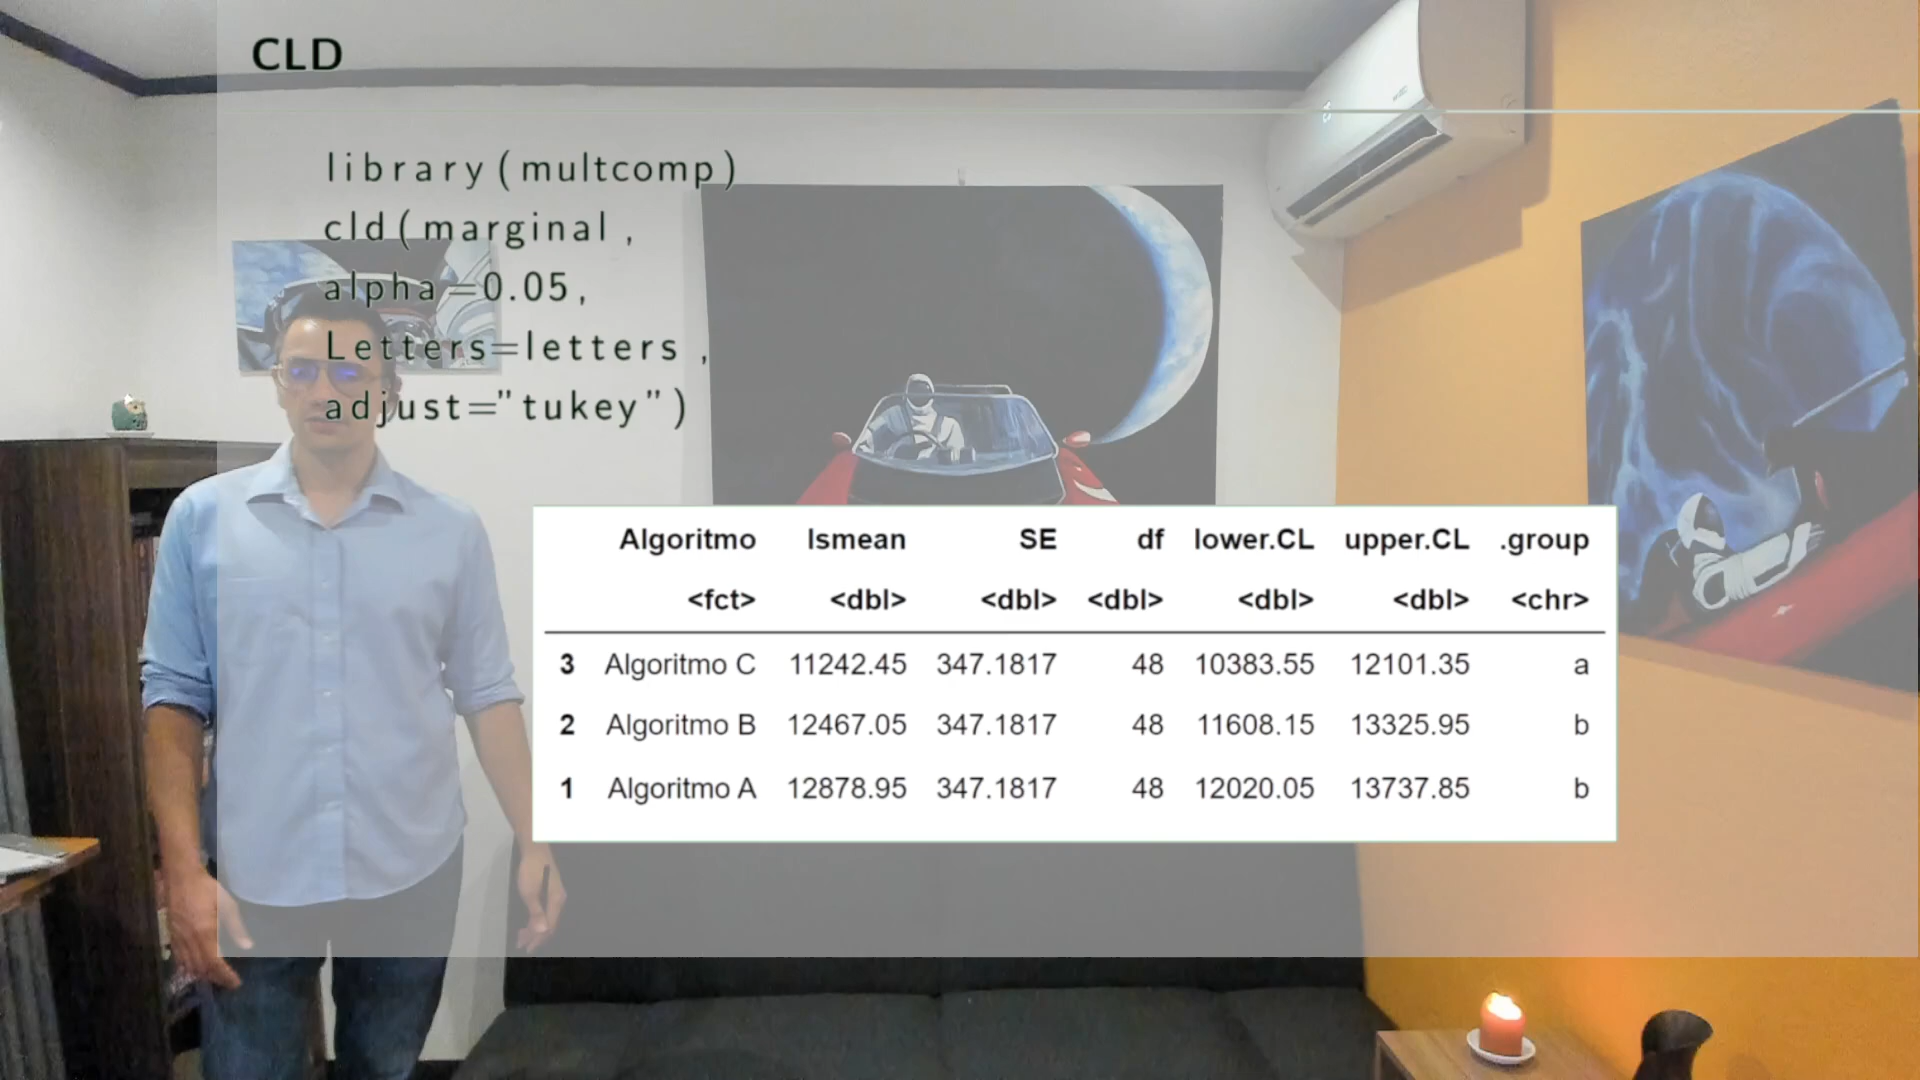 CLD
library(multcomp)
cld(marginal,
alpha=0.05,
Letters=letters,
adjust="tukey")
Algoritmo lsmean SE df lower.CL upper.CL .group
<fct> <dbl> <dbl> <dbl> <dbl> <dbl> <chr>
3 Algoritmo C 11242.45 347.1817 48 10383.55 12101.35 a
2 Algoritmo B 12467.05 347.1817 48 11608.15 13325.95 b
1 Algoritmo A 12878.95 347.1817 48 12020.05 13737.85 b